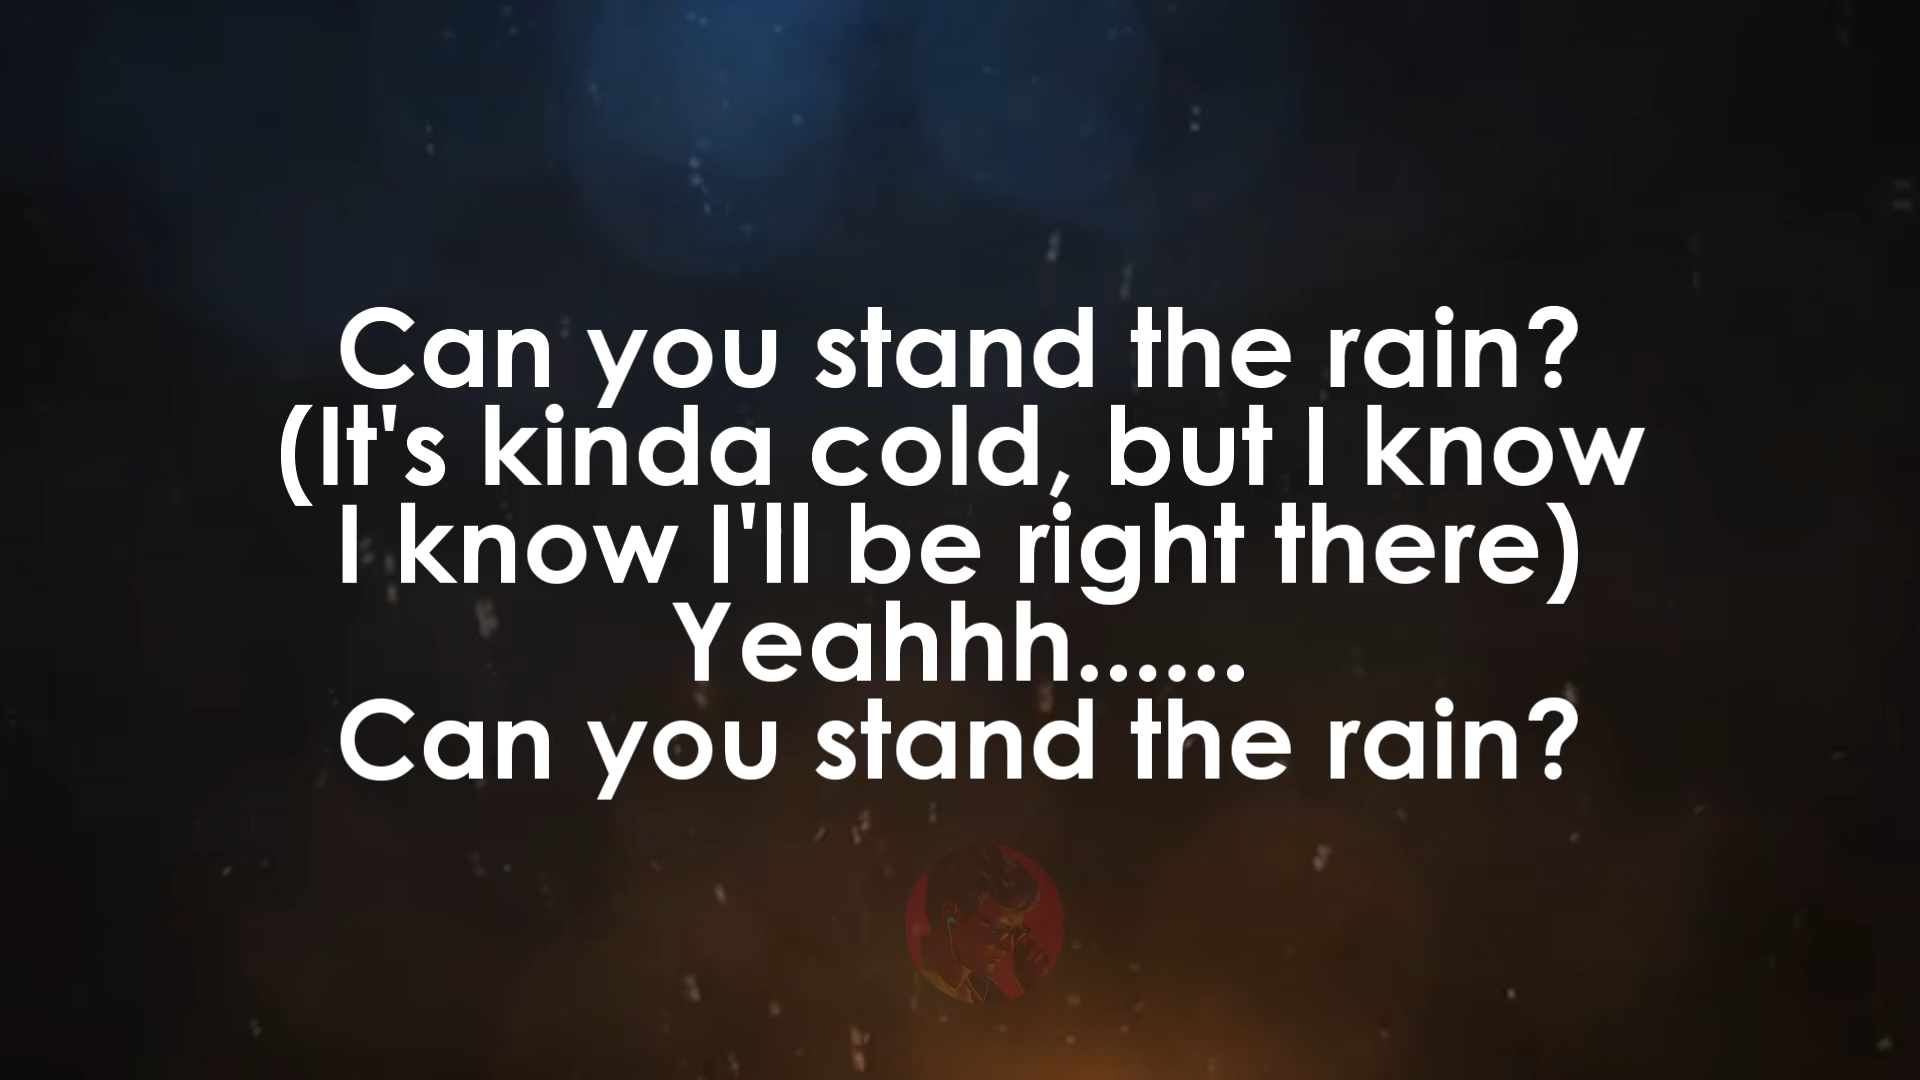 Can you stand the rain?
(It's kinda cold, but I know
I know I'll be right there)
Yeahhh......
Can you stand the rain?